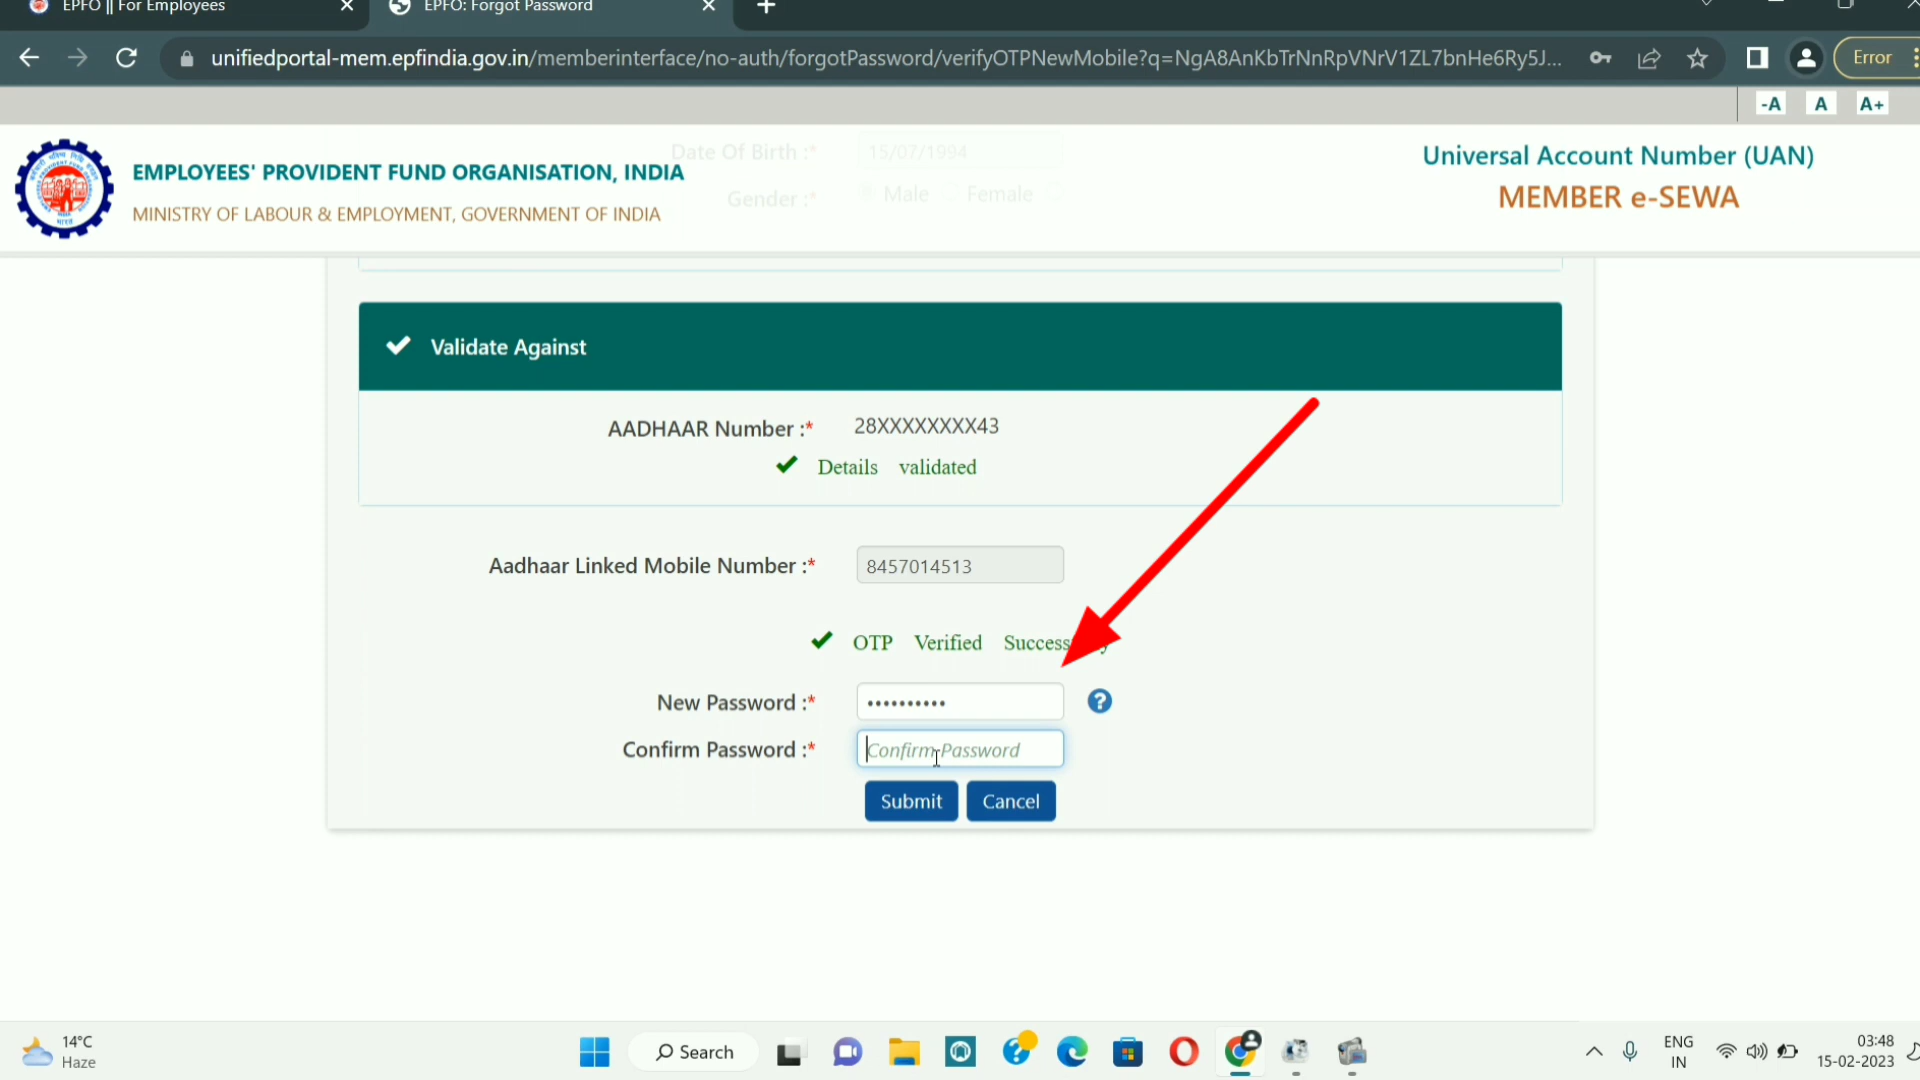 EPFO || For Employees
EPFO: Forgot Password
unifiedportal-mem.epfindia.gov.in/memberinterface/no-auth/forgotPassword/verifyOTPNewMobile?q=NgA8AnKbTrNnRpVNrV1ZL7bnHe6Ry5J...
Error
-A A A+
EMPLOYEES' PROVIDENT FUND ORGANISATION, INDIA
MINISTRY OF LABOUR & EMPLOYMENT, GOVERNMENT OF INDIA
Date Of Birth :* 15/07/1994
Gender :* Male Female
Universal Account Number (UAN)
MEMBER e-SEWA
Validate Against
AADHAAR Number :* 28XXXXXXXX43
Details validated
Aadhaar Linked Mobile Number :* 8457014513
OTP Verified
New Password :* ••••••••••
Confirm Password :* Confirm Password
Submit Cancel
14°C
Haze
Search
ENG
IN
03:48
15-02-2023